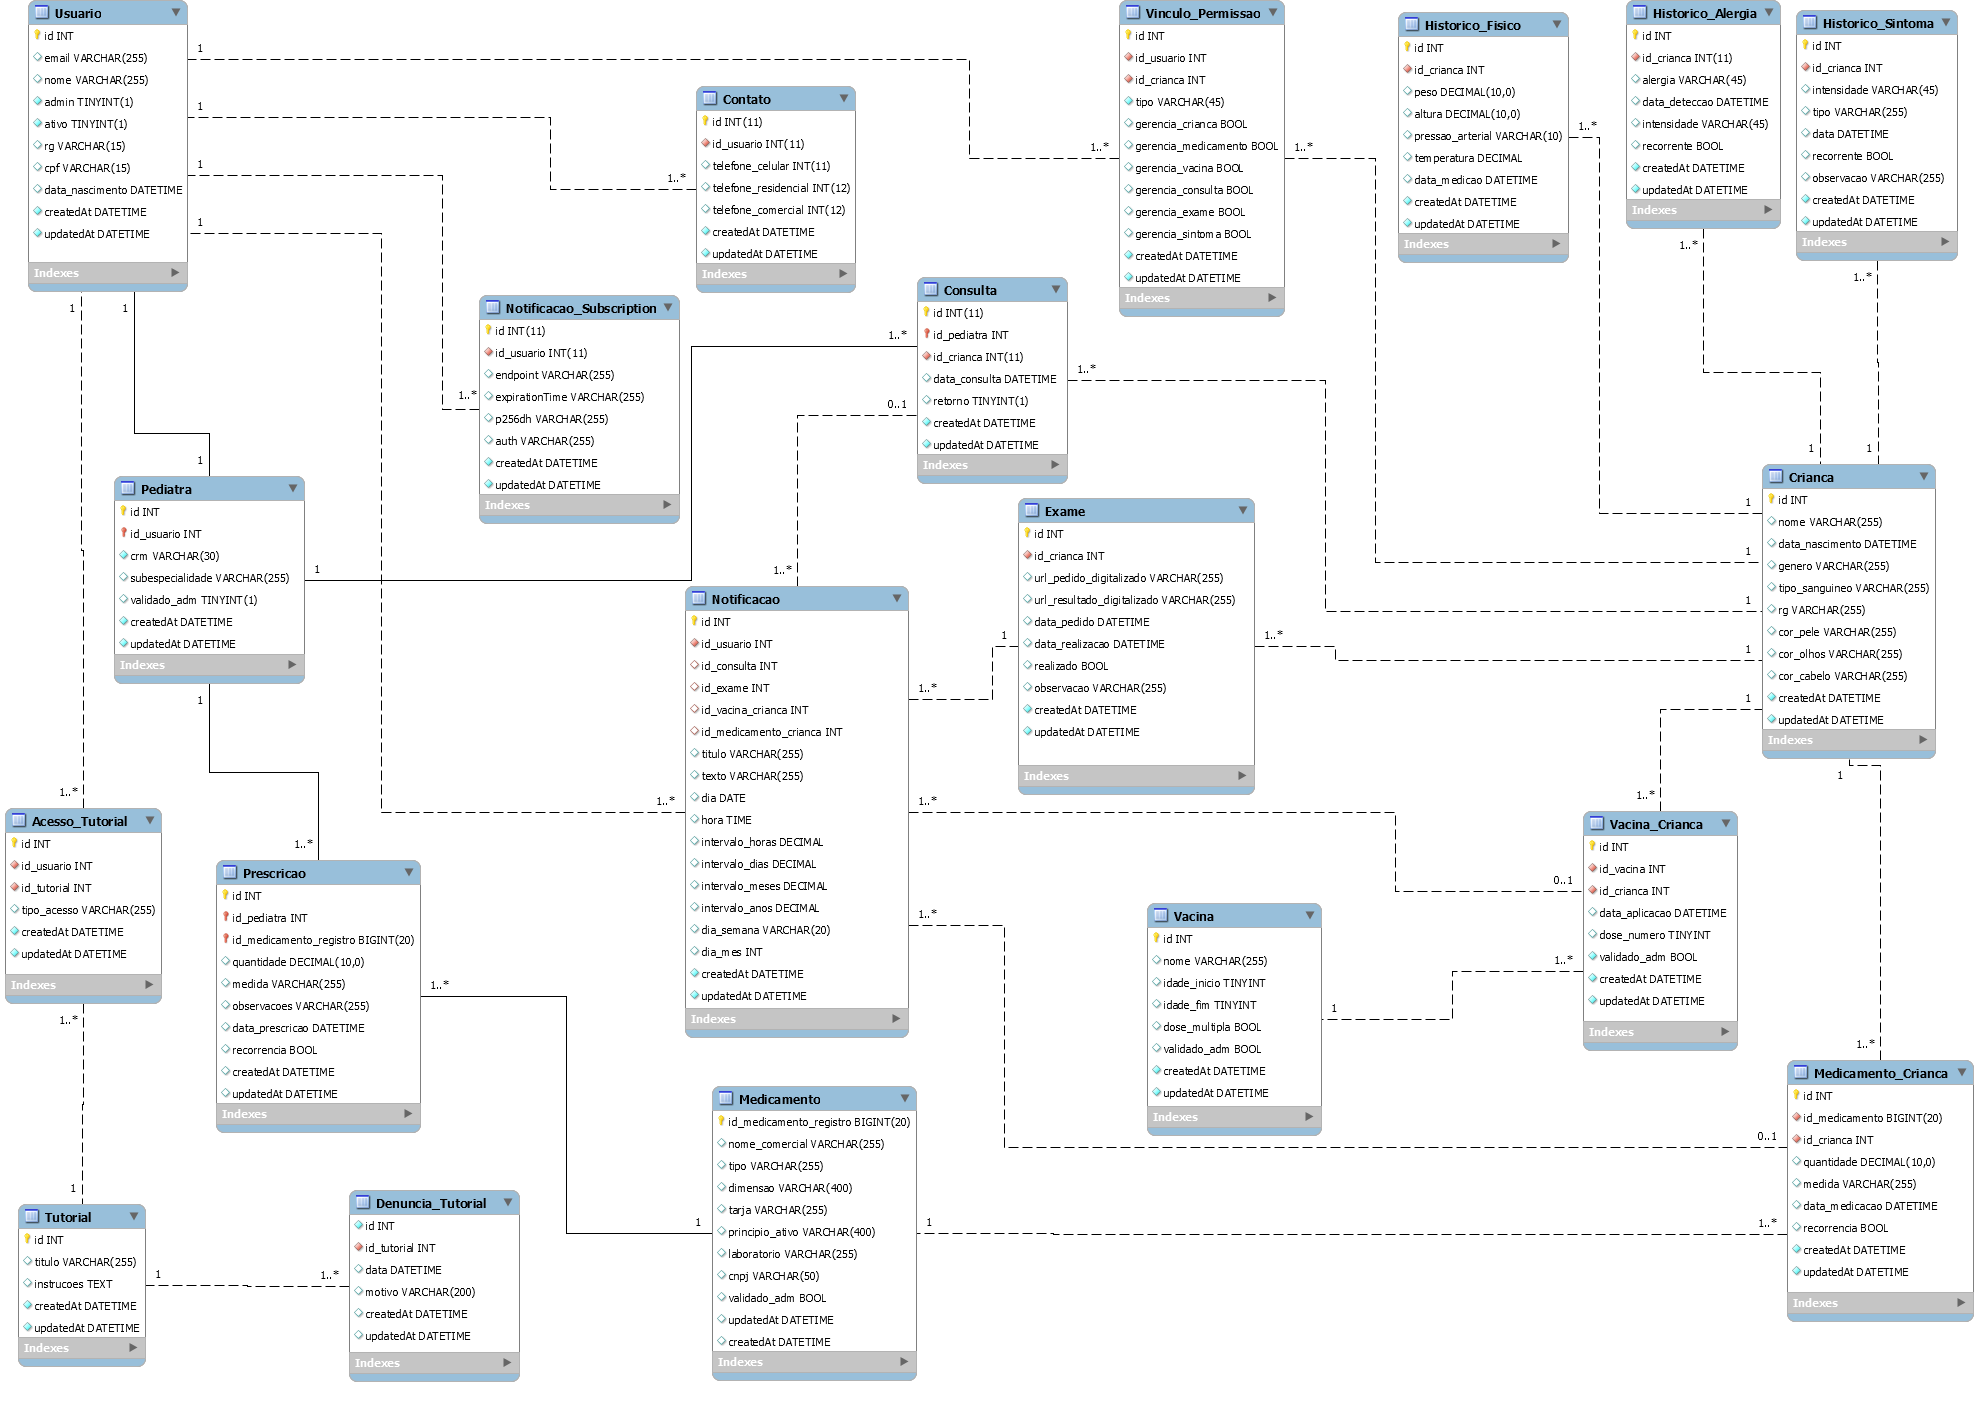 Usuario
id INT
email VARCHAR(255)
nome VARCHAR(255)
admin TINYINT(1)
ativo TINYINT(1)
rg VARCHAR(15)
cpf VARCHAR(15)
data_nascimento DATETIME
createdAt DATETIME
updatedAt DATETIME
Indexes
1
1
1
1
1
1
Contato
id INT(11)
id_usuario INT(11)
telefone_celular INT(11)
telefone_residencial INT(12)
telefone_comercial INT(12)
createdAt DATETIME
updatedAt DATETIME
Indexes
1..*
Vinculo_Permissao
id INT
id_usuario INT
id_crianca INT
tipo VARCHAR(45)
gerencia_crianca BOOL
gerencia_medicamento BOOL
gerencia_vacina BOOL
gerencia_consulta BOOL
gerencia_exame BOOL
gerencia_sintoma BOOL
createdAt DATETIME
updatedAt DATETIME
Indexes
1..*
1..*
Historico_Fisico
id INT
id_crianca INT
peso DECIMAL(10,0)
altura DECIMAL(10,0)
pressao_arterial VARCHAR(10)
temperatura DECIMAL
data_medicao DATETIME
createdAt DATETIME
updatedAt DATETIME
Indexes
1..*
Historico_Alergia
id INT
id_crianca INT(11)
alergia VARCHAR(45)
data_deteccao DATETIME
intensidade VARCHAR(45)
recorrente BOOL
createdAt DATETIME
updatedAt DATETIME
Indexes
1..*
Historico_Sintoma
id INT
id_crianca INT
intensidade VARCHAR(45)
tipo VARCHAR(255)
data DATETIME
recorrente BOOL
observacao VARCHAR(255)
createdAt DATETIME
updatedAt DATETIME
Indexes
1..*
Notificacao_Subscription
id INT(11)
id_usuario INT(11)
endpoint VARCHAR(255)
expirationTime VARCHAR(255)
p256dh VARCHAR(255)
auth VARCHAR(255)
createdAt DATETIME
updatedAt DATETIME
Indexes
1..*
Consulta
id INT(11)
id_pediatra INT
id_crianca INT(11)
data_consulta DATETIME
retorno TINYINT(1)
createdAt DATETIME
updatedAt DATETIME
Indexes
1..*
0..1
1..*
Pediatra
id INT
id_usuario INT
crm VARCHAR(30)
subespecialidade VARCHAR(255)
validado_adm TINYINT(1)
createdAt DATETIME
updatedAt DATETIME
Indexes
1
1
1
Exame
id INT
id_crianca INT
url_pedido_digitalizado VARCHAR(255)
url_resultado_digitalizado VARCHAR(255)
data_pedido DATETIME
data_realizacao DATETIME
realizado BOOL
observacao VARCHAR(255)
createdAt DATETIME
updatedAt DATETIME
Indexes
1
1..*
Crianca
id INT
nome VARCHAR(255)
data_nascimento DATETIME
genero VARCHAR(255)
tipo_sanguineo VARCHAR(255)
rg VARCHAR(255)
cor_pele VARCHAR(255)
cor_olhos VARCHAR(255)
cor_cabelo VARCHAR(255)
createdAt DATETIME
updatedAt DATETIME
Indexes
1
1
1
1
1
1
1
1
Notificacao
id INT
id_usuario INT
id_consulta INT
id_exame INT
id_vacina_crianca INT
id_medicamento_crianca INT
titulo VARCHAR(255)
texto VARCHAR(255)
dia DATE
hora TIME
intervalo_horas DECIMAL
intervalo_dias DECIMAL
intervalo_meses DECIMAL
intervalo_anos DECIMAL
dia_semana VARCHAR(20)
dia_mes INT
createdAt DATETIME
updatedAt DATETIME
Indexes
1..*
1..*
1..*
1..*
1..*
Acesso_Tutorial
id INT
id_usuario INT
id_tutorial INT
tipo_acesso VARCHAR(255)
createdAt DATETIME
updatedAt DATETIME
Indexes
1..*
1..*
Prescricao
id INT
id_pediatra INT
id_medicamento_registro BIGINT(20)
quantidade DECIMAL(10,0)
medida VARCHAR(255)
observacoes VARCHAR(255)
data_prescricao DATETIME
recorrencia BOOL
createdAt DATETIME
updatedAt DATETIME
Indexes
1..*
1..*
Vacina
id INT
nome VARCHAR(255)
idade_inicio TINYINT
idade_fim TINYINT
dose_multipla BOOL
validado_adm BOOL
createdAt DATETIME
updatedAt DATETIME
Indexes
1
Vacina_Crianca
id INT
id_vacina INT
id_crianca INT
data_aplicacao DATETIME
dose_numero TINYINT
validado_adm BOOL
createdAt DATETIME
updatedAt DATETIME
Indexes
1..*
0..1
1..*
Medicamento
id_medicamento_registro BIGINT(20)
nome_comercial VARCHAR(255)
tipo VARCHAR(255)
dimensao VARCHAR(400)
tarja VARCHAR(255)
principio_ativo VARCHAR(400)
laboratorio VARCHAR(255)
cnpj VARCHAR(50)
validado_adm BOOL
updatedAt DATETIME
createdAt DATETIME
Indexes
1
1
Medicamento_Crianca
id INT
id_medicamento BIGINT(20)
id_crianca INT
quantidade DECIMAL(10,0)
medida VARCHAR(255)
data_medicacao DATETIME
recorrencia BOOL
createdAt DATETIME
updatedAt DATETIME
Indexes
1..*
0..1
1..*
Tutorial
id INT
titulo VARCHAR(255)
instrucoes TEXT
createdAt DATETIME
updatedAt DATETIME
Indexes
1
1
Denuncia_Tutorial
id INT
id_tutorial INT
data DATETIME
motivo VARCHAR(200)
createdAt DATETIME
updatedAt DATETIME
Indexes
1..*